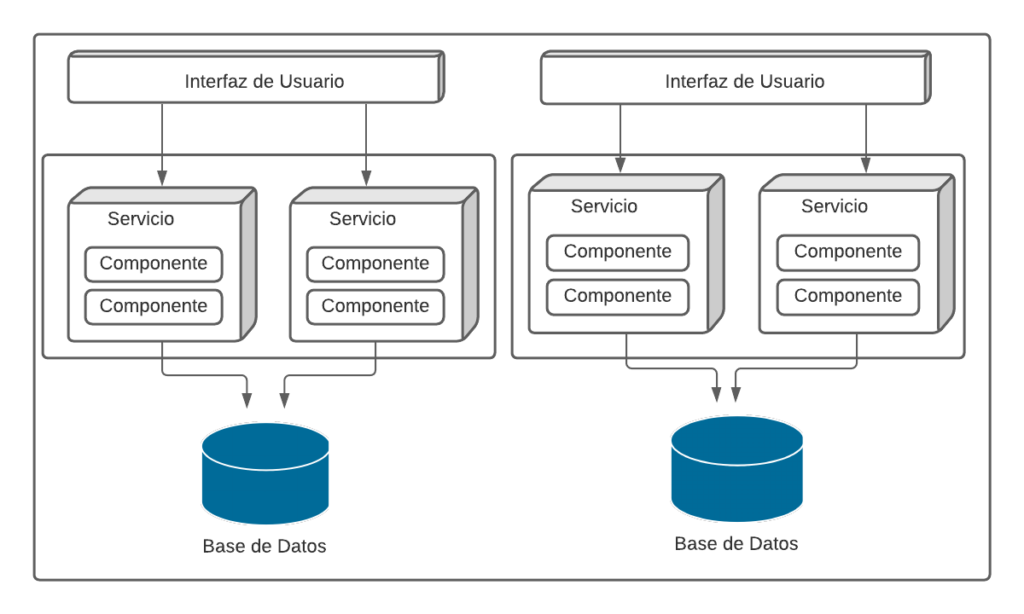 Interfaz de Usuario
Servicio
Componente
Componente
Servicio
Componente
Componente
Base de Datos
Interfaz de Usuario
Servicio
Componente
Componente
Servicio
Componente
Componente
Base de Datos